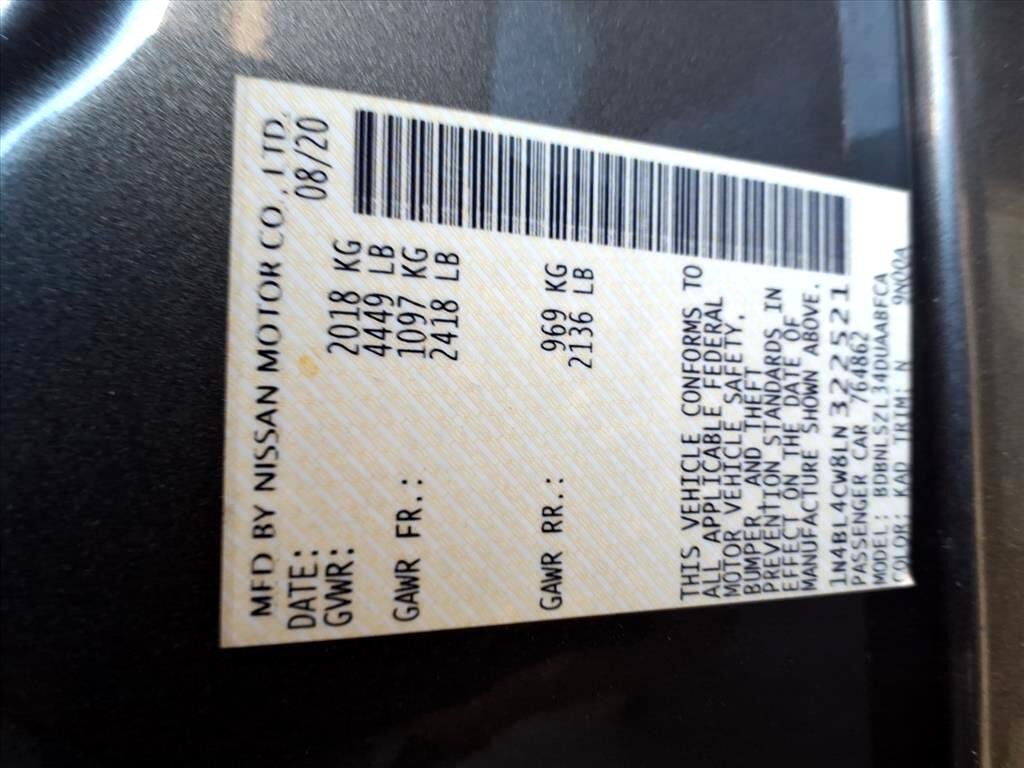 MFD BY NISSAN MOTOR CO., LTD.
DATE: 08/20
GVWR: 2018 KG
4449 LB
GAWR FR.: 1097 KG
2418 LB
GAWR RR.: 969 KG
2136 LB
THIS VEHICLE CONFORMS TO
ALL APPLICABLE FEDERAL
MOTOR VEHICLE SAFETY,
BUMPER, AND THEFT
PREVENTION STANDARDS IN
EFFECT ON THE DATE OF
MANUFACTURE SHOWN ABOVE.
1N4BL4CW8LN 322521
PASSENGER CAR 764862
MODEL: BDBNLSZL34DUAABFCA
COLOR: KAD TRIM: N